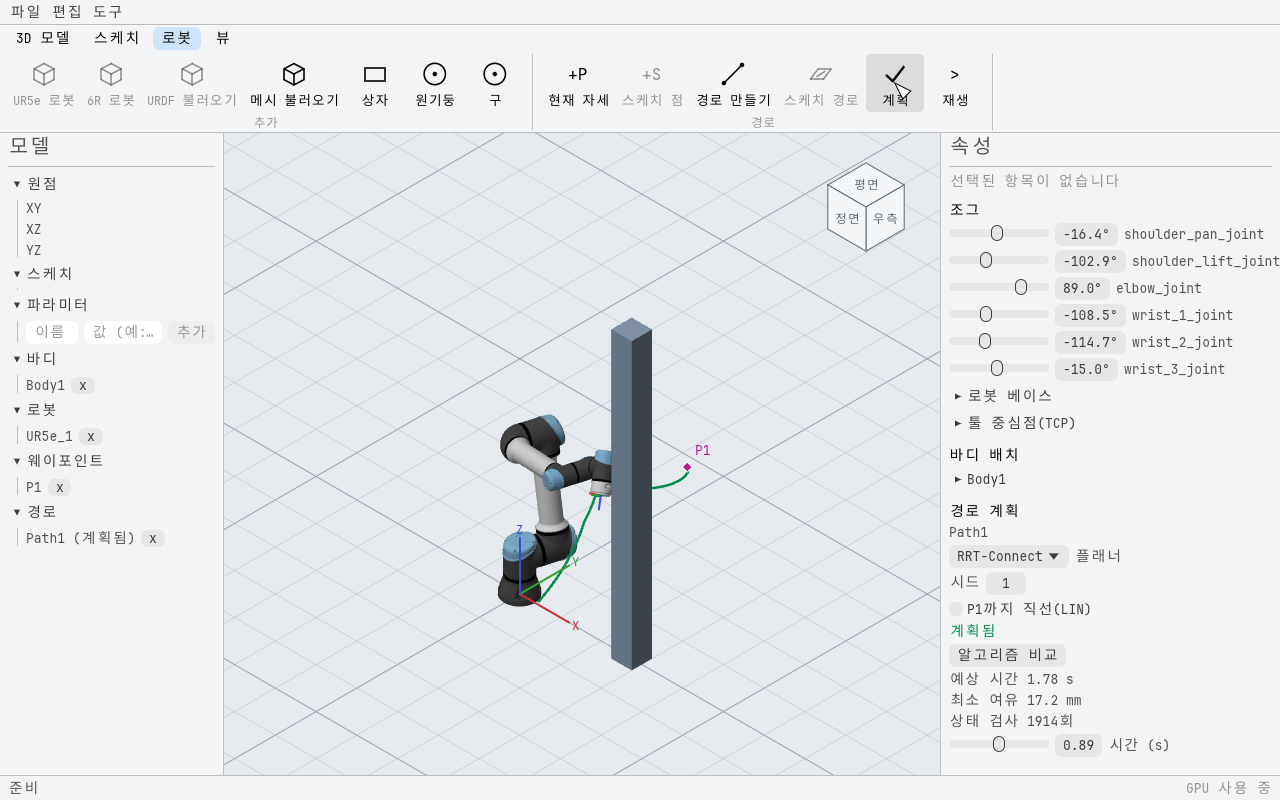 파일 편집 도구
3D 모델 스케치 로봇 뷰
UR5e 로봇 6R 로봇 URDF 불러오기 메시 불러오기 상자 원기둥 구
추가
+P +S >
현재 자세 스케치 점 경로 만들기 스케치 경로 계획 재생
경로
모델
▼ 원점
XY
XZ
YZ
▼ 스케치
▼ 파라미터
이름 값 (예:… 추가
▼ 바디
Body1 x
▼ 로봇
UR5e_1 x
▼ 웨이포인트
P1 x
▼ 경로
Path1 (계획됨) x
평면
정면 우측
P1
Z
Y
X
속성
선택된 항목이 없습니다
조그
-16.4° shoulder_pan_joint
-102.9° shoulder_lift_joint
89.0° elbow_joint
-108.5° wrist_1_joint
-114.7° wrist_2_joint
-15.0° wrist_3_joint
▶ 로봇 베이스
▶ 툴 중심점(TCP)
바디 배치
▶ Body1
경로 계획
Path1
RRT-Connect ▼ 플래너
시드 1
P1까지 직선(LIN)
계획됨
알고리즘 비교
예상 시간 1.78 s
최소 여유 17.2 mm
상태 검사 1914회
0.89 시간 (s)
준비
GPU 사용 중